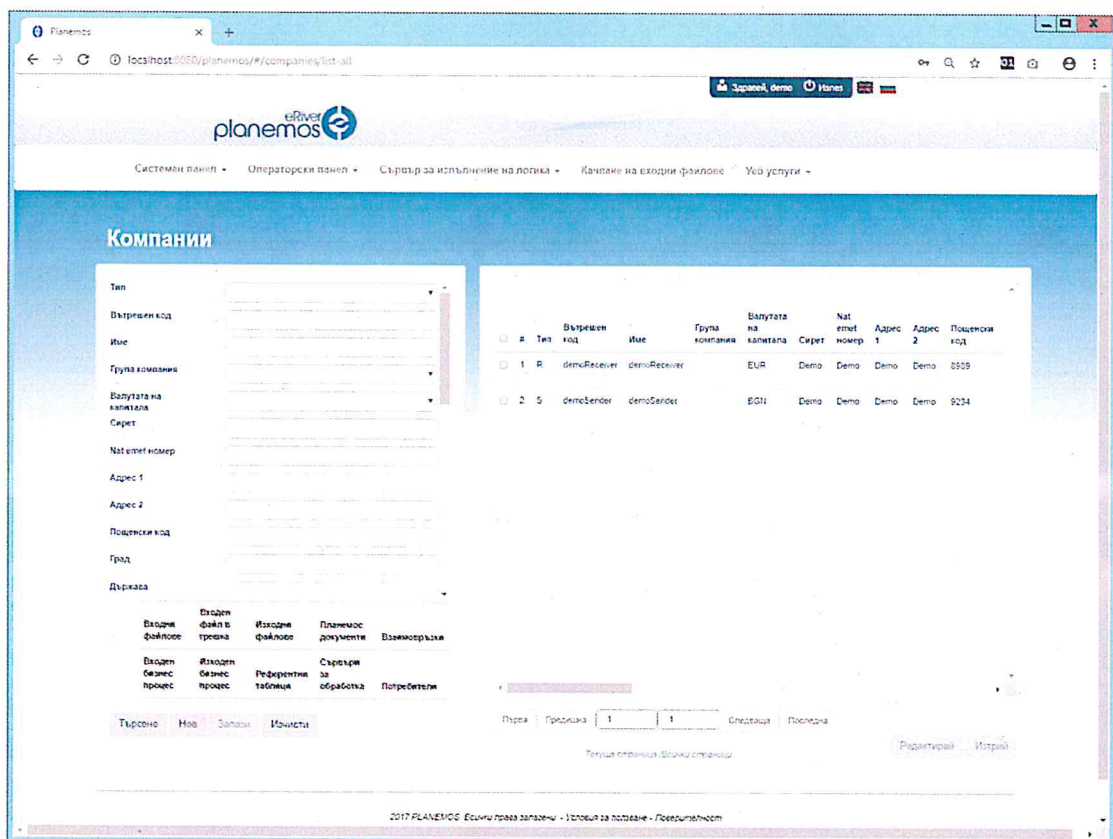 Planemos
localhost:8080/planemos/#/companies/list-all
Здравей, demo Излез
eRiver
planemos
Системен панел Операторски панел Сървър за изпълнение на логика Качване на входни файлове Уеб услуги
Компании
Тип
Вътрешен код
Име
Група компания
Валутата на
капитала
Сирет
Nat emet номер
Адрес 1
Адрес 2
Пощенски код
Град
Държава
Входни файлове Входен файл в грешка Изходни файлове Планемос документи Взаимовръзки
Входен бизнес процес Изходен бизнес процес Референтни таблици Сървъри за обработка Потребители
Търсене Нов Запази Изчисти
# Тип Вътрешен код Име Група компания Валутата на капитала Сирет Nat emet номер Адрес 1 Адрес 2 Пощенски код
1 R demoReceiver demoReceiver EUR Demo Demo Demo Demo 8989
2 S demoSender demoSender BGN Demo Demo Demo Demo 9234
Първа Предишна 1 1 Следваща Последна
Текуща страница /Всички страници
Редактирай Изтрий
2017 PLANEMOS. Всички права запазени. - Условия за ползване - Поверителност